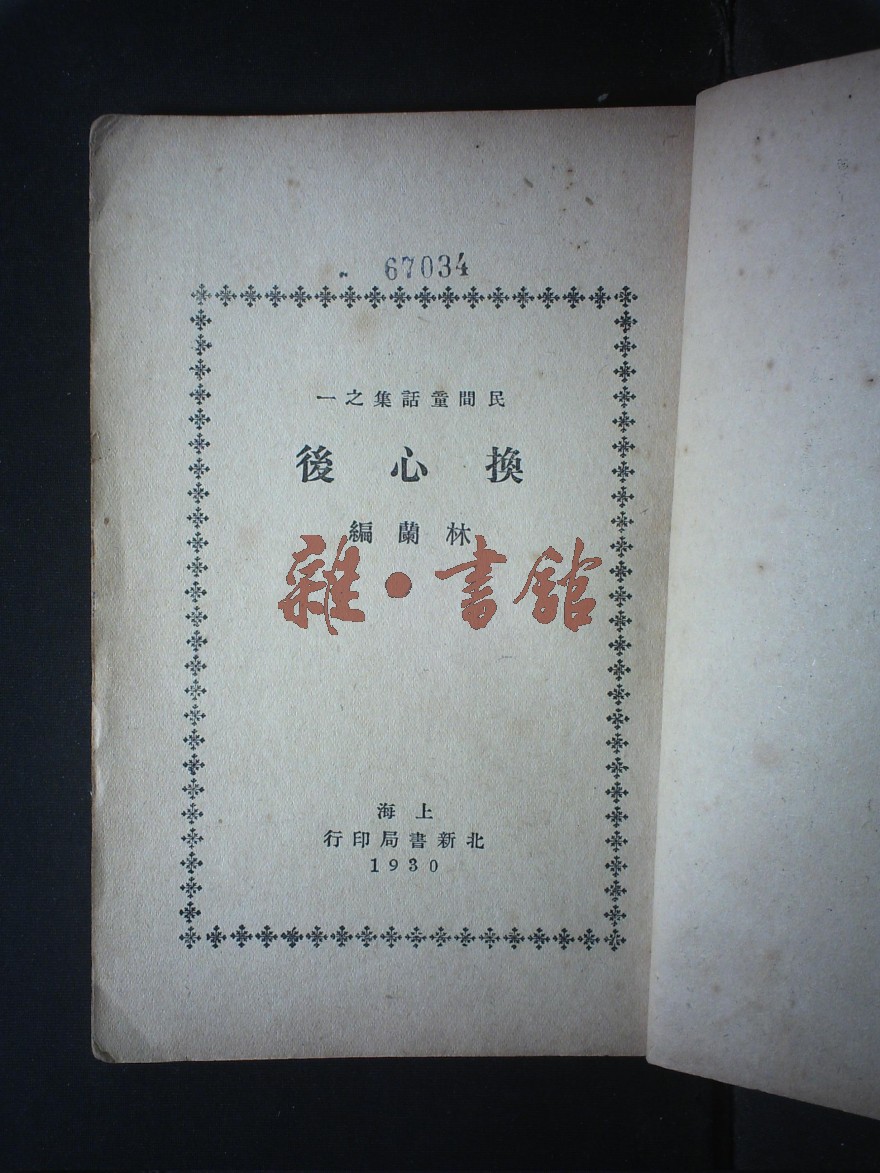 67034
民間童話集之一
換心後
林蘭編
雜·書館
上海
北新書局印行
1930